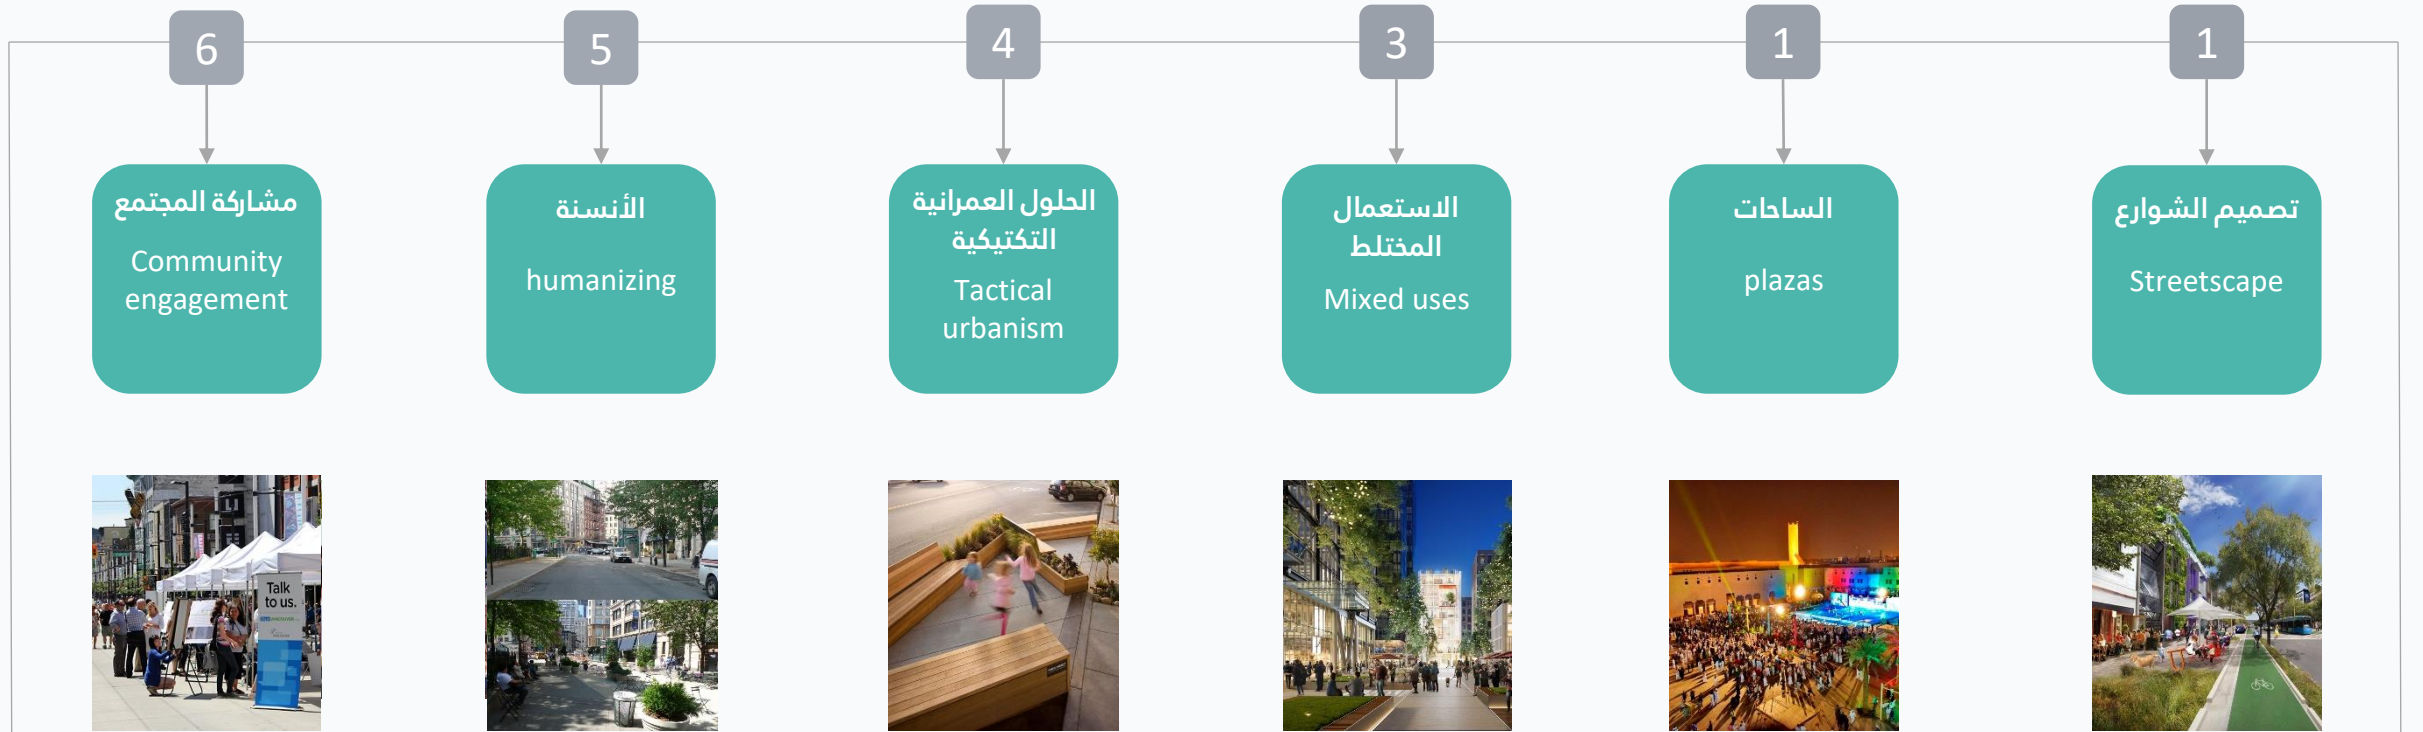 1
تصميم الشوارع
Streetscape
1
الساحات
plazas
3
الاستعمال
المختلط
Mixed uses
4
الحلول العمرانية
التكتيكية
Tactical
urbanism
5
الأنسنة
humanizing
6
مشاركة المجتمع
Community
engagement
Talk
to us.